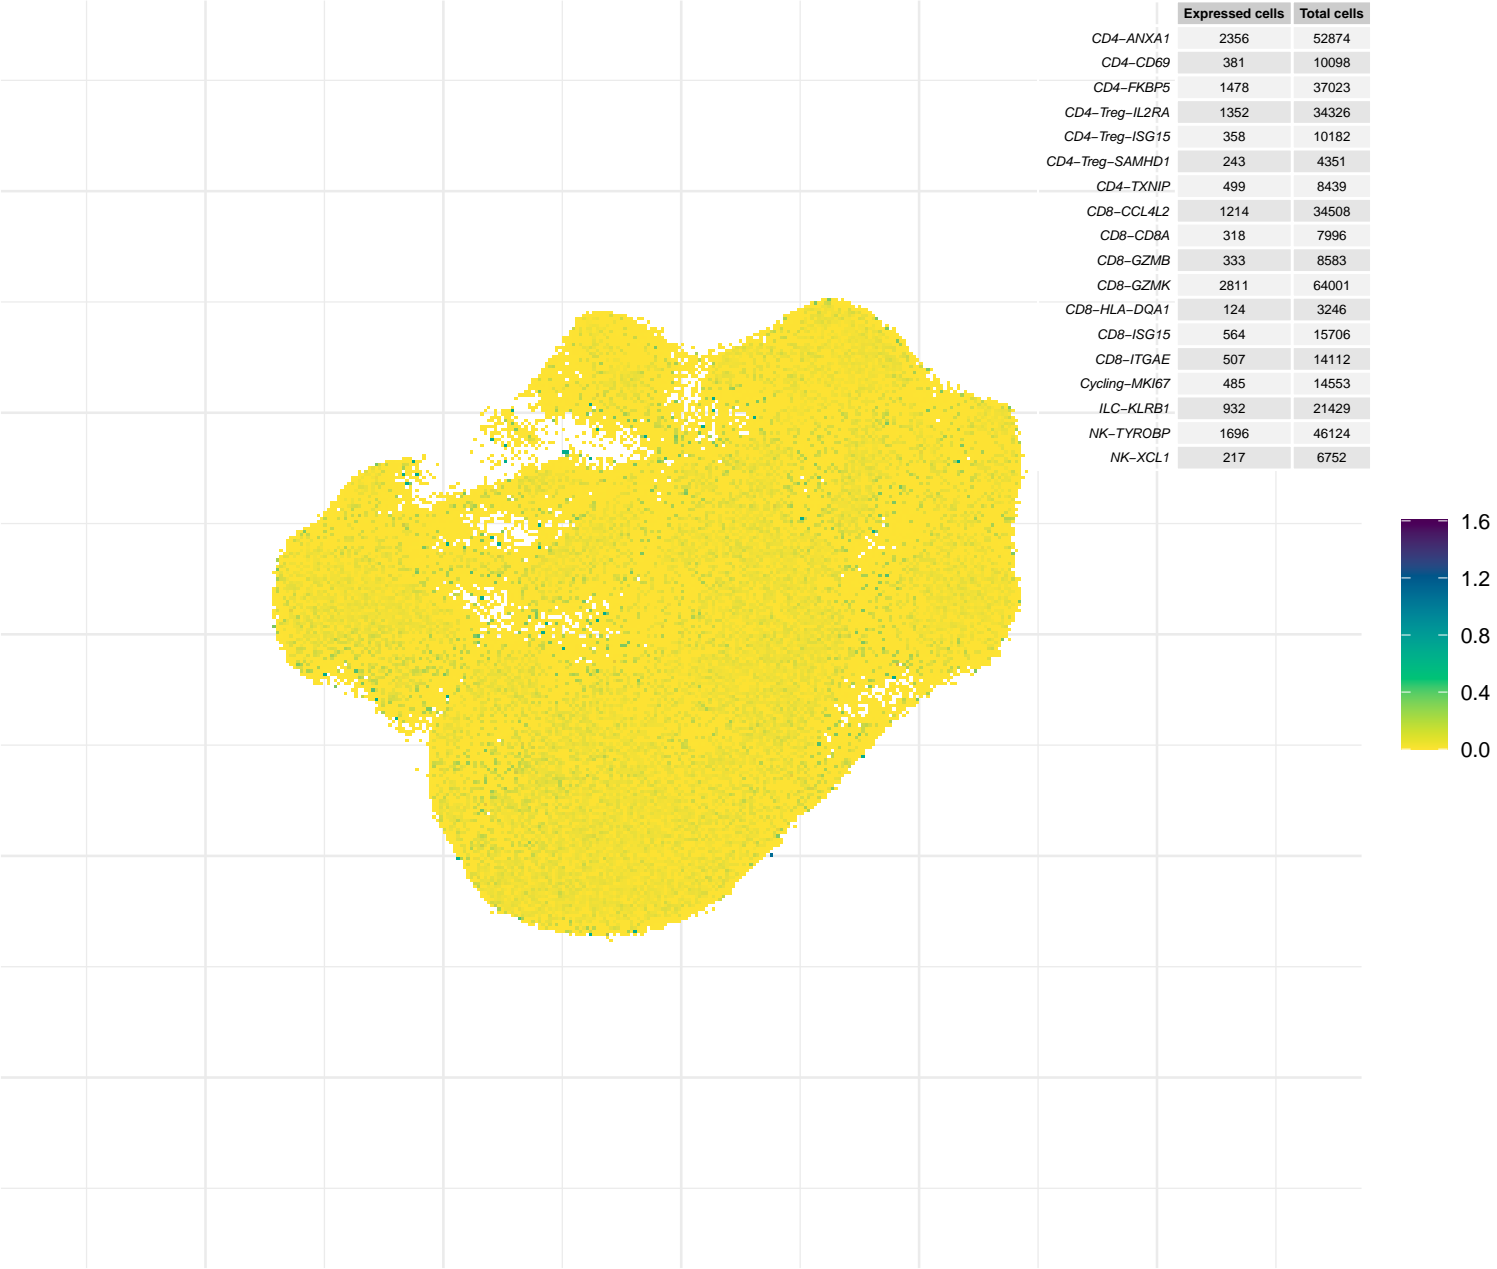 Expressed cells Total cells
CD4−ANXA1 2356 52874
CD4−CD69 381 10098
CD4−FKBP5 1478 37023
CD4−Treg−IL2RA 1352 34326
CD4−Treg−ISG15 358 10182
CD4−Treg−SAMHD1 243 4351
CD4−TXNIP 499 8439
CD8−CCL4L2 1214 34508
CD8−CD8A 318 7996
CD8−GZMB 333 8583
CD8−GZMK 2811 64001
CD8−HLA−DQA1 124 3246
CD8−ISG15 564 15706
CD8−ITGAE 507 14112
Cycling−MKI67 485 14553
ILC−KLRB1 932 21429
NK−TYROBP 1696 46124
NK−XCL1 217 6752
1.6
1.2
0.8
0.4
0.0